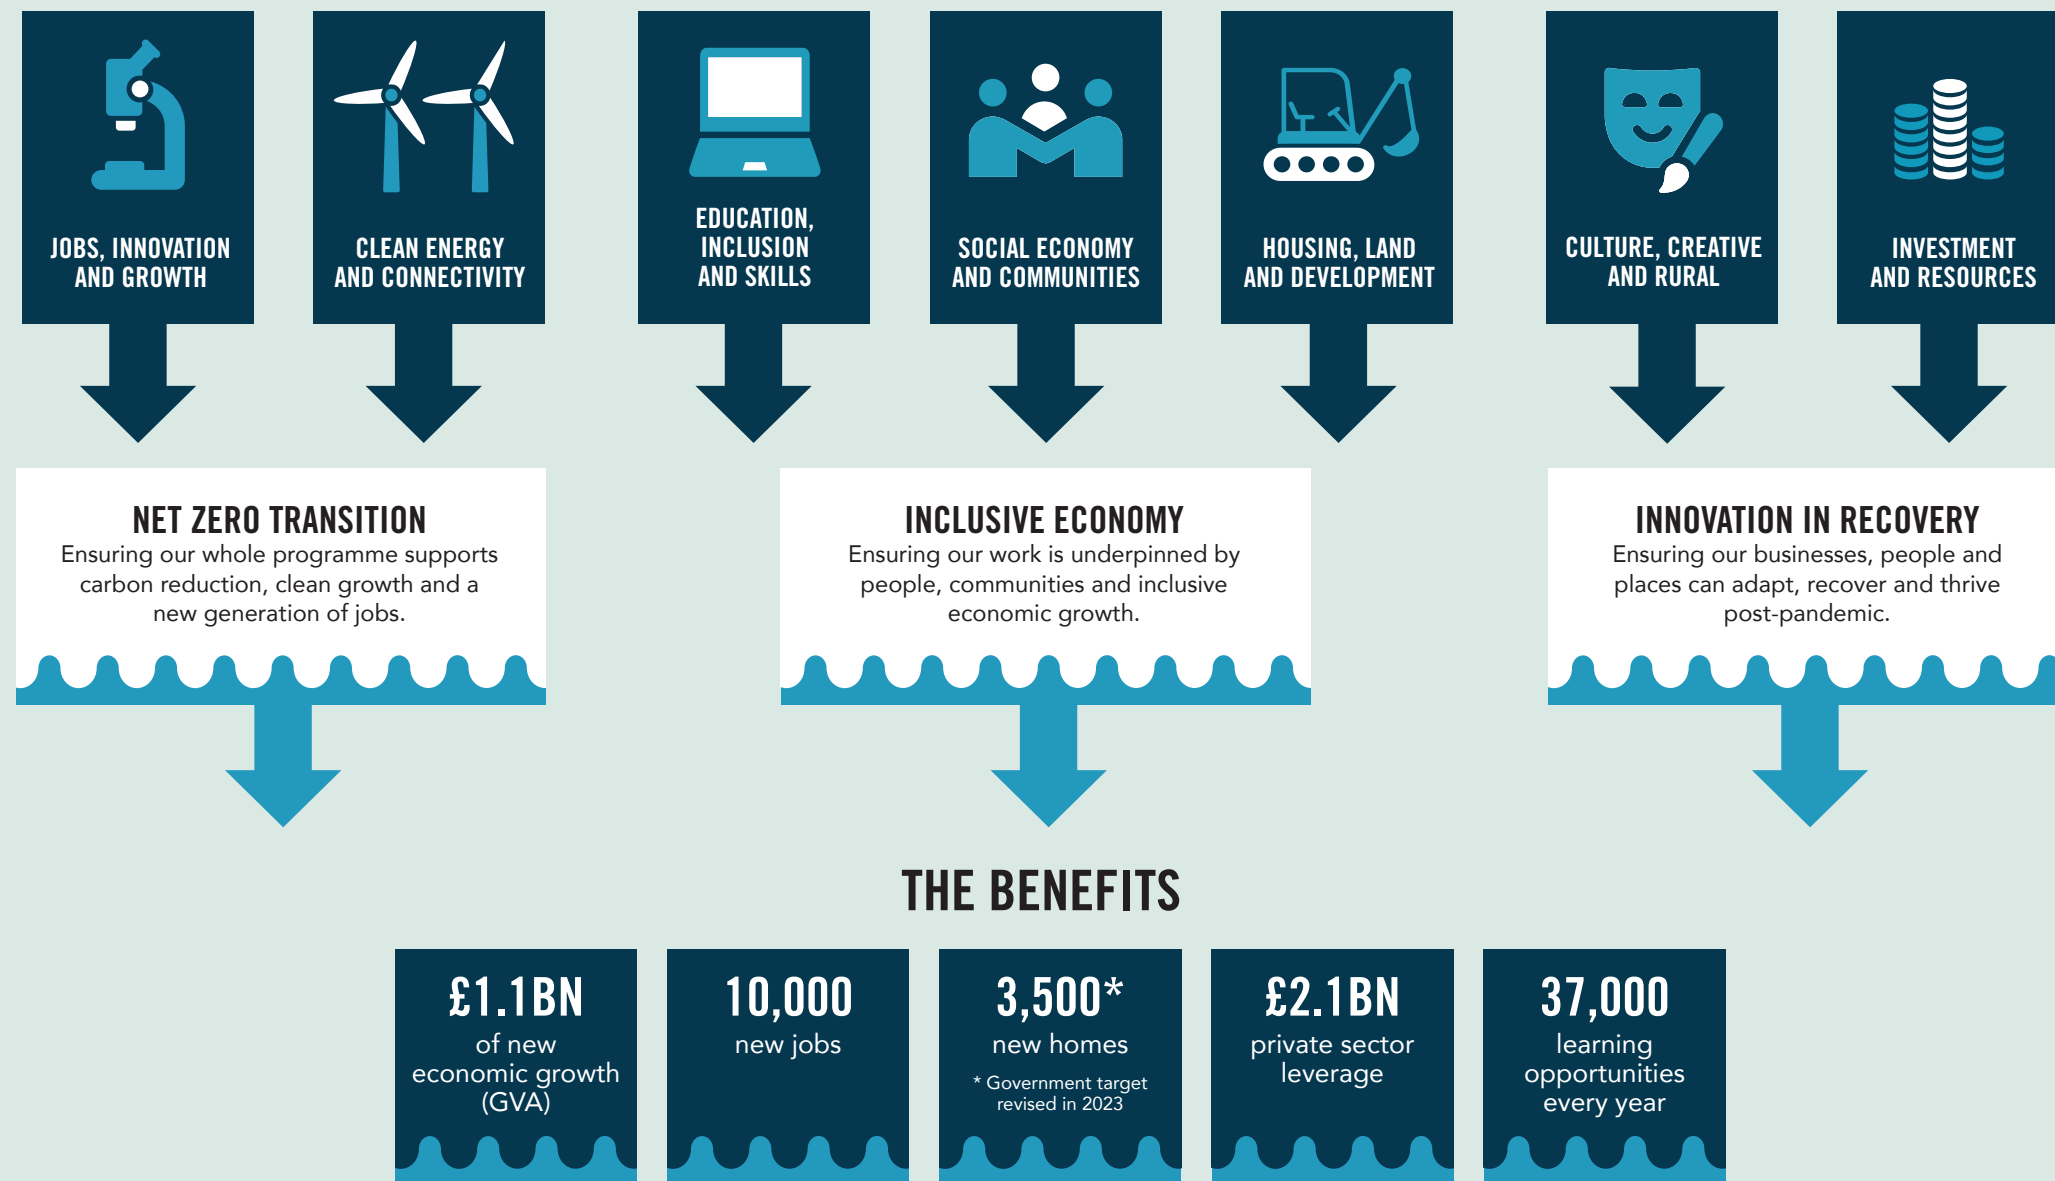 JOBS, INNOVATION
AND GROWTH
CLEAN ENERGY
AND CONNECTIVITY
EDUCATION,
INCLUSION
AND SKILLS
SOCIAL ECONOMY
AND COMMUNITIES
HOUSING, LAND
AND DEVELOPMENT
CULTURE, CREATIVE
AND RURAL
INVESTMENT
AND RESOURCES
NET ZERO TRANSITION
Ensuring our whole programme supports
carbon reduction, clean growth and a
new generation of jobs.
INCLUSIVE ECONOMY
Ensuring our work is underpinned by
people, communities and inclusive
economic growth.
INNOVATION IN RECOVERY
Ensuring our businesses, people and
places can adapt, recover and thrive
post-pandemic.
THE BENEFITS
£1.1BN
of new
economic growth
(GVA)
10,000
new jobs
3,500*
new homes
* Government target
revised in 2023
£2.1BN
private sector
leverage
37,000
learning
opportunities
every year